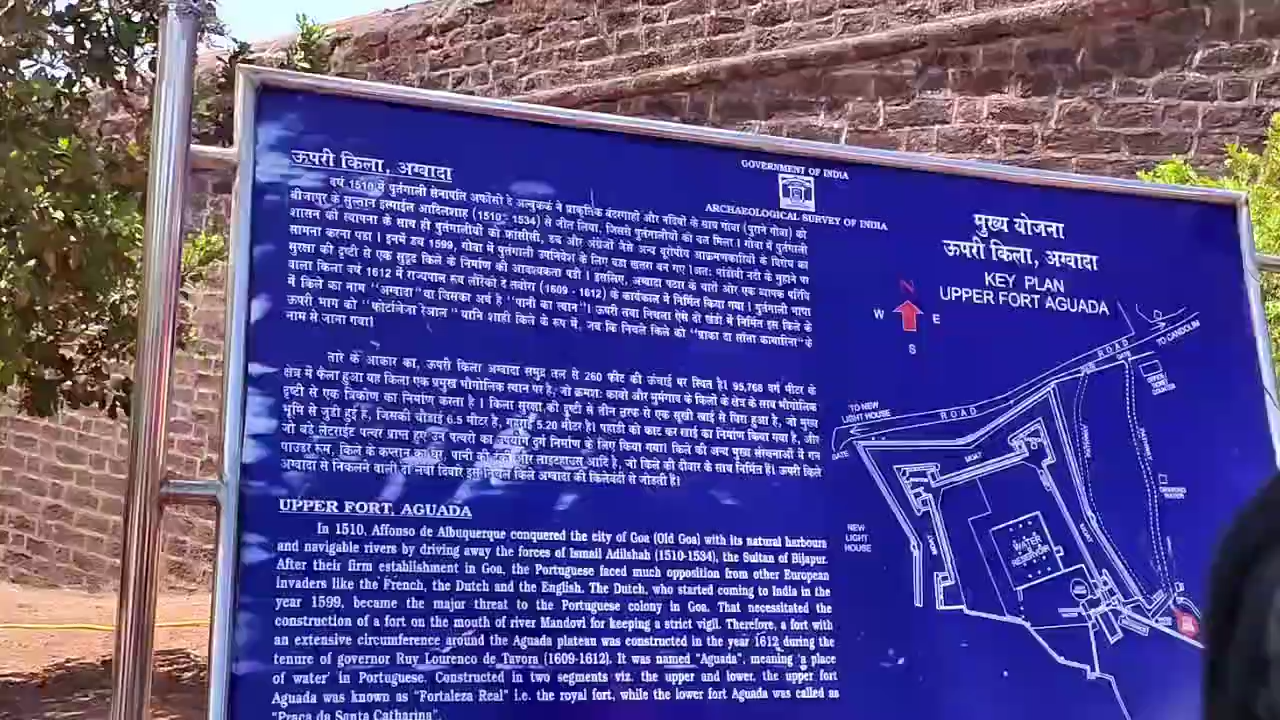 ऊपरी किला, अग्वादा
वर्ष 1510 में पुर्तगाली सेनापति अफोंसो दे अल्बुकर्क ने प्राकृतिक बंदरगाहों और नदियों के साथ गोवा (पुराने गोवा) को
बीजापुर के सुल्तान इस्माईल आदिलशाह (1510 - 1534) से जीत लिया, जिससे पुर्तगालीयों को बल मिला। गोवा में पुर्तगाली
शासन की स्थापना के साथ ही पुर्तगालीयों को फ्रांसीसी, डच और अंग्रेजों जैसे अन्य यूरोपीय आक्रमणकारियों के विरोध का
सामना करना पड़ा। इनमें डच 1599, गोवा में पुर्तगाली उपनिवेश के लिए बड़ा खतरा बन गए। अतः मांडोवी नदी के मुहाने पर
सुरक्षा की दृष्टी से एक सुदृढ़ किले के निर्माण की आवश्यकता पड़ी। इसलिए, अग्वादा पठार के चारों ओर एक व्यापक परिधि
वाला किला वर्ष 1612 में राज्यपाल रूय लोरेंको दे तवोरा (1609 - 1612) के कार्यकाल में निर्मित किया गया। पुर्तगाली भाषा
में किले का नाम "अग्वादा" था जिसका अर्थ है "पानी का स्थान"। ऊपरी तथा निचला ऐसे दो खंडों में निर्मित इस किले के
ऊपरी भाग को "फोर्टालेजा रेआल" यानि शाही किले के रूप में, जब कि निचले किले को "प्राका दा सांता कातारिना" के
नाम से जाना गया।
तारे के आकार का, ऊपरी किला अग्वादा समुद्र तल से 260 फीट की ऊंचाई पर स्थित है। 95,768 वर्ग मीटर के
क्षेत्र में फैला हुआ यह किला एक प्रमुख भौगोलिक स्थान पर है, जो क्रमशः काबो और मुर्मगाव के किलों के क्षेत्र के साथ भौगोलिक
दृष्टी से एक त्रिकोण का निर्माण करता है। किला सुरक्षा की दृष्टी से तीन तरफ से एक सुखी खाई से घिरा हुआ है, जो मुख्य
भूमि से जुडी हुई है, जिसकी चौडाई 6.5 मीटर है, गहराई 5.20 मीटर है। पहाडी को काट कर खाई का निर्माण किया गया है, और
जो बडे लेटराईट पत्थर प्राप्त हुए उन पत्थरों का उपयोग दुर्ग निर्माण के लिए किया गया। किले की अन्य मुख्य संरचनाओं में गन
पाउडर रूम, किले के कप्तान का घर, पानी की टंकी और लाइटहाउस आदि है, जो किले की दीवार के साथ निर्मित हैं। ऊपरी किले
अग्वादा से निकलने वाली दो लंबी दिवारें इसे निचले किले अग्वादा की किलेबंदी से जोडती हैं।
UPPER FORT, AGUADA
In 1510, Affonso de Albuquerque conquered the city of Goa (Old Goa) with its natural harbours
and navigable rivers by driving away the forces of Ismail Adilshah (1510-1534), the Sultan of Bijapur.
After their firm establishment in Goa, the Portuguese faced much opposition from other European
invaders like the French, the Dutch and the English. The Dutch, who started coming to India in the
year 1599, became the major threat to the Portuguese colony in Goa. That necessitated the
construction of a fort on the mouth of river Mandovi for keeping a strict vigil. Therefore, a fort with
an extensive circumference around the Aguada plateau was constructed in the year 1612 during the
tenure of governor Ruy Lourenco de Tavora (1609-1612). It was named "Aguada", meaning 'a place
of water' in Portuguese. Constructed in two segments viz. the upper and lower, the upper fort
Aguada was known as "Fortaleza Real" i.e. the royal fort, while the lower fort Aguada was called as
"Praca da Santa Catharina".
GOVERNMENT OF INDIA
ARCHAEOLOGICAL SURVEY OF INDIA
मुख्य योजना
ऊपरी किला, अग्वादा
KEY PLAN
UPPER FORT AGUADA
N
W E
S
TO CANDOLIM
ROAD
GATE
TO NEW
LIGHT HOUSE
ROAD
GATE
MOAT
NEW
LIGHT
HOUSE
WATER
RESERVOIR
MOAT
MOAT